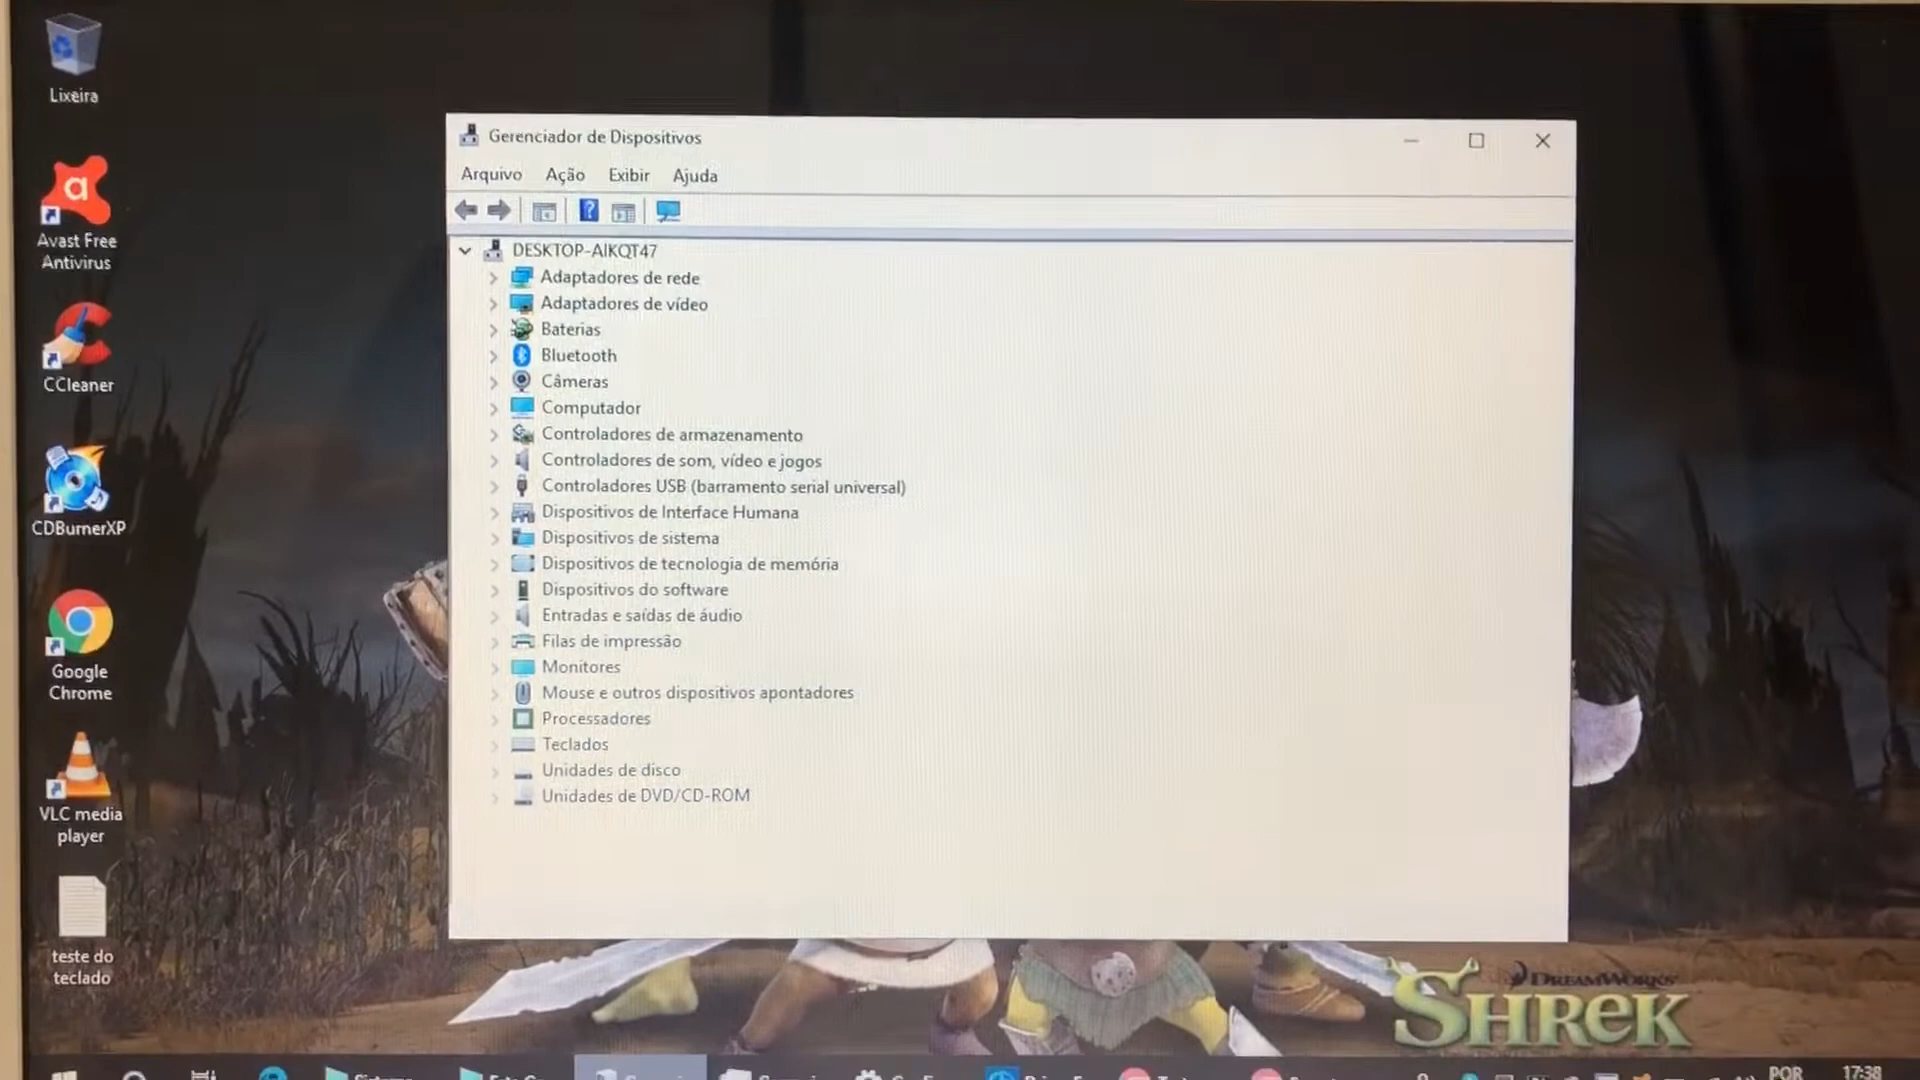 Lixeira
Avast Free
Antivirus
CCleaner
CDBurnerXP
Google
Chrome
VLC media
player
teste do
teclado
Gerenciador de Dispositivos
Arquivo Ação Exibir Ajuda
DESKTOP-AIKQT47
Adaptadores de rede
Adaptadores de vídeo
Baterias
Bluetooth
Câmeras
Computador
Controladores de armazenamento
Controladores de som, vídeo e jogos
Controladores USB (barramento serial universal)
Dispositivos de Interface Humana
Dispositivos de sistema
Dispositivos de tecnologia de memória
Dispositivos do software
Entradas e saídas de áudio
Filas de impressão
Monitores
Mouse e outros dispositivos apontadores
Processadores
Teclados
Unidades de disco
Unidades de DVD/CD-ROM
DREAMWORKS
SHREK
POR 17:38